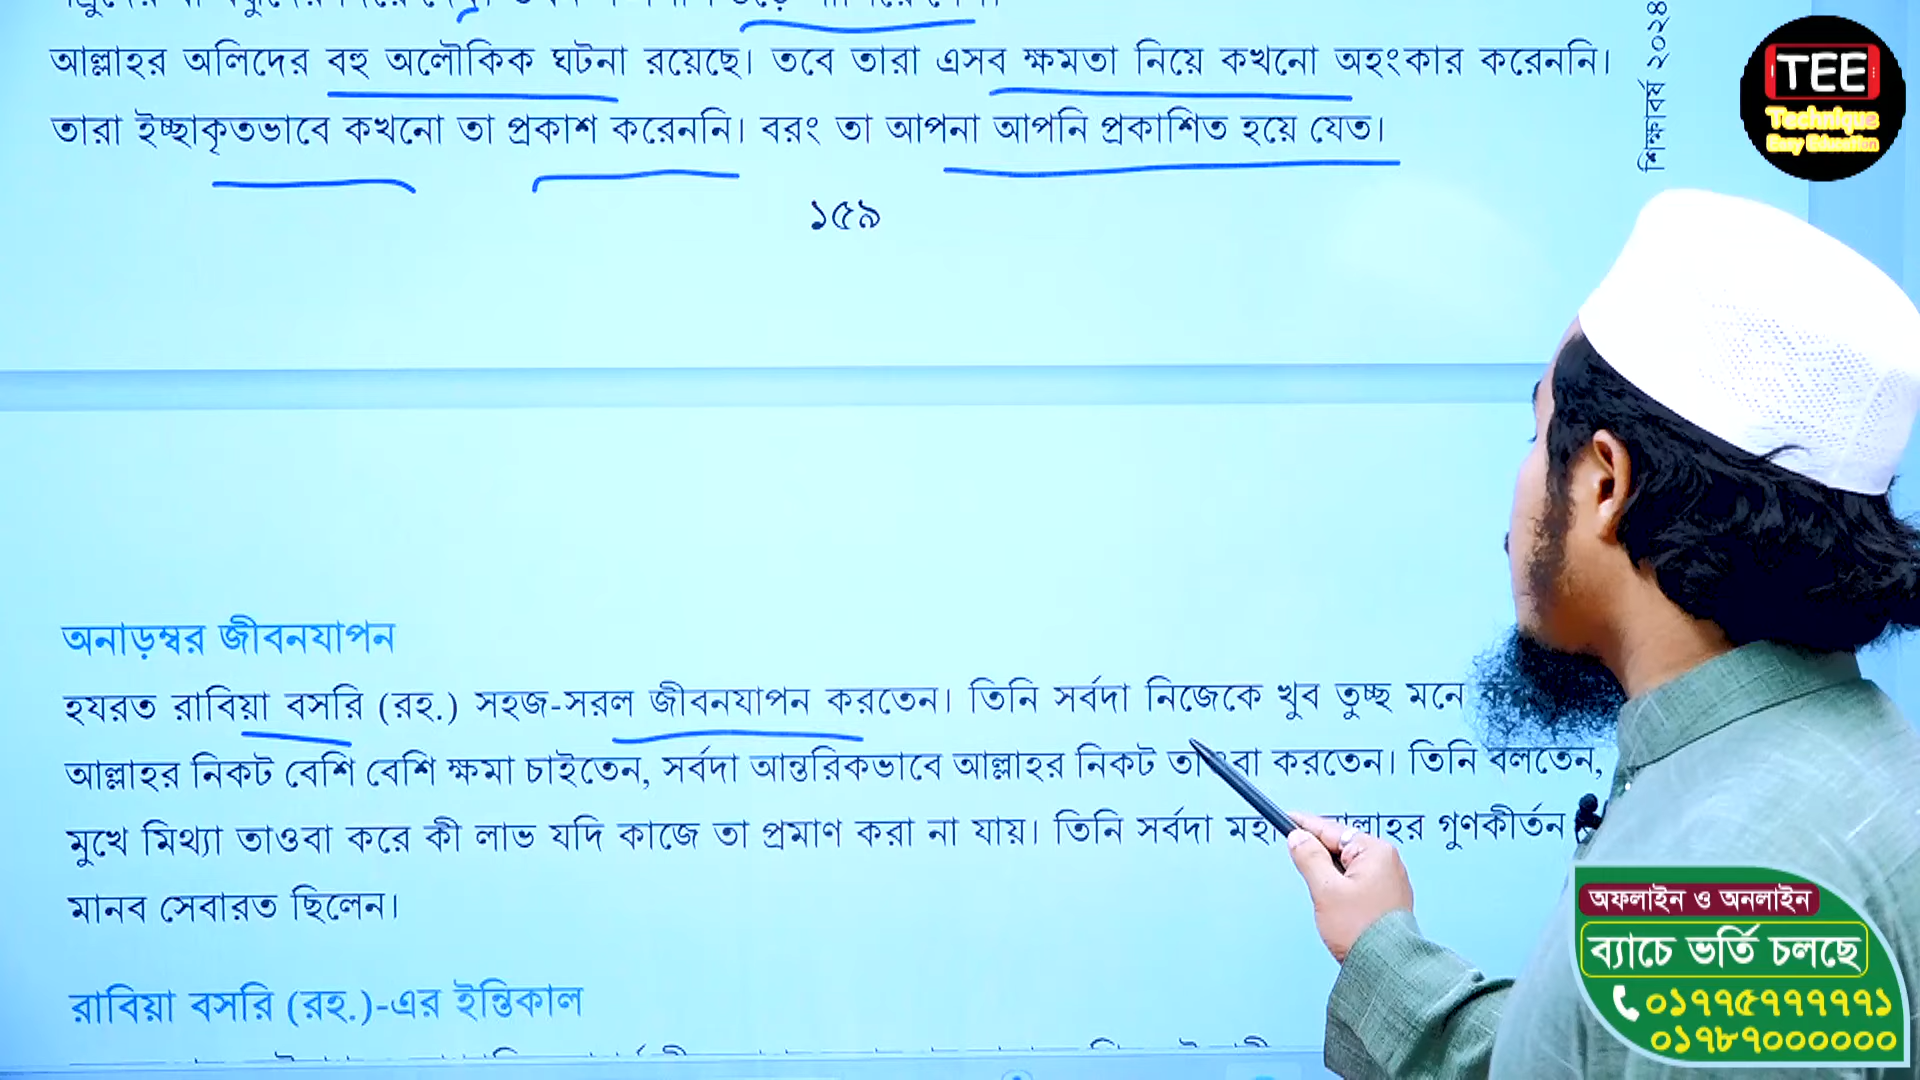 আল্লাহর অলিদের বহু অলৌকিক ঘটনা রয়েছে। তবে তারা এসব ক্ষমতা নিয়ে কখনো অহংকার করেননি।
তারা ইচ্ছাকৃতভাবে কখনো তা প্রকাশ করেননি। বরং তা আপনা আপনি প্রকাশিত হয়ে যেত।
১৫৯
শিক্ষাবর্ষ ২০২৪
TEE
Technique
Easy Education
অনাড়ম্বর জীবনযাপন
হযরত রাবিয়া বসরি (রহ.) সহজ-সরল জীবনযাপন করতেন। তিনি সর্বদা নিজেকে খুব তুচ্ছ মনে
আল্লাহর নিকট বেশি বেশি ক্ষমা চাইতেন, সর্বদা আন্তরিকভাবে আল্লাহর নিকট তাওবা করতেন। তিনি বলতেন,
মুখে মিথ্যা তাওবা করে কী লাভ যদি কাজে তা প্রমাণ করা না যায়। তিনি সর্বদা মহান আল্লাহর গুণকীর্তন
মানব সেবারত ছিলেন।
রাবিয়া বসরি (রহ.)-এর ইন্তিকাল
অফলাইন ও অনলাইন
ব্যাচে ভর্তি চলছে
০১৭৭৫৭৭৭৭৭১
০১৭৮৭০০০০০০